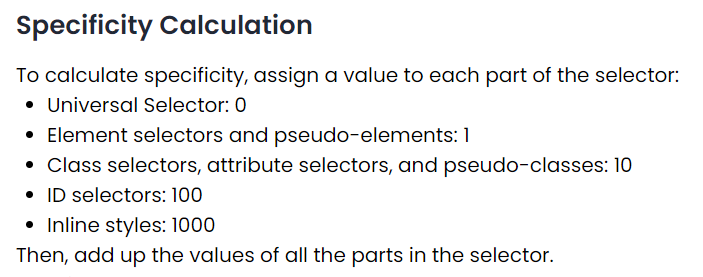 Specificity Calculation
To calculate specificity, assign a value to each part of the selector:
• Universal Selector: 0
• Element selectors and pseudo-elements: 1
• Class selectors, attribute selectors, and pseudo-classes: 10
• ID selectors: 100
• Inline styles: 1000
Then, add up the values of all the parts in the selector.